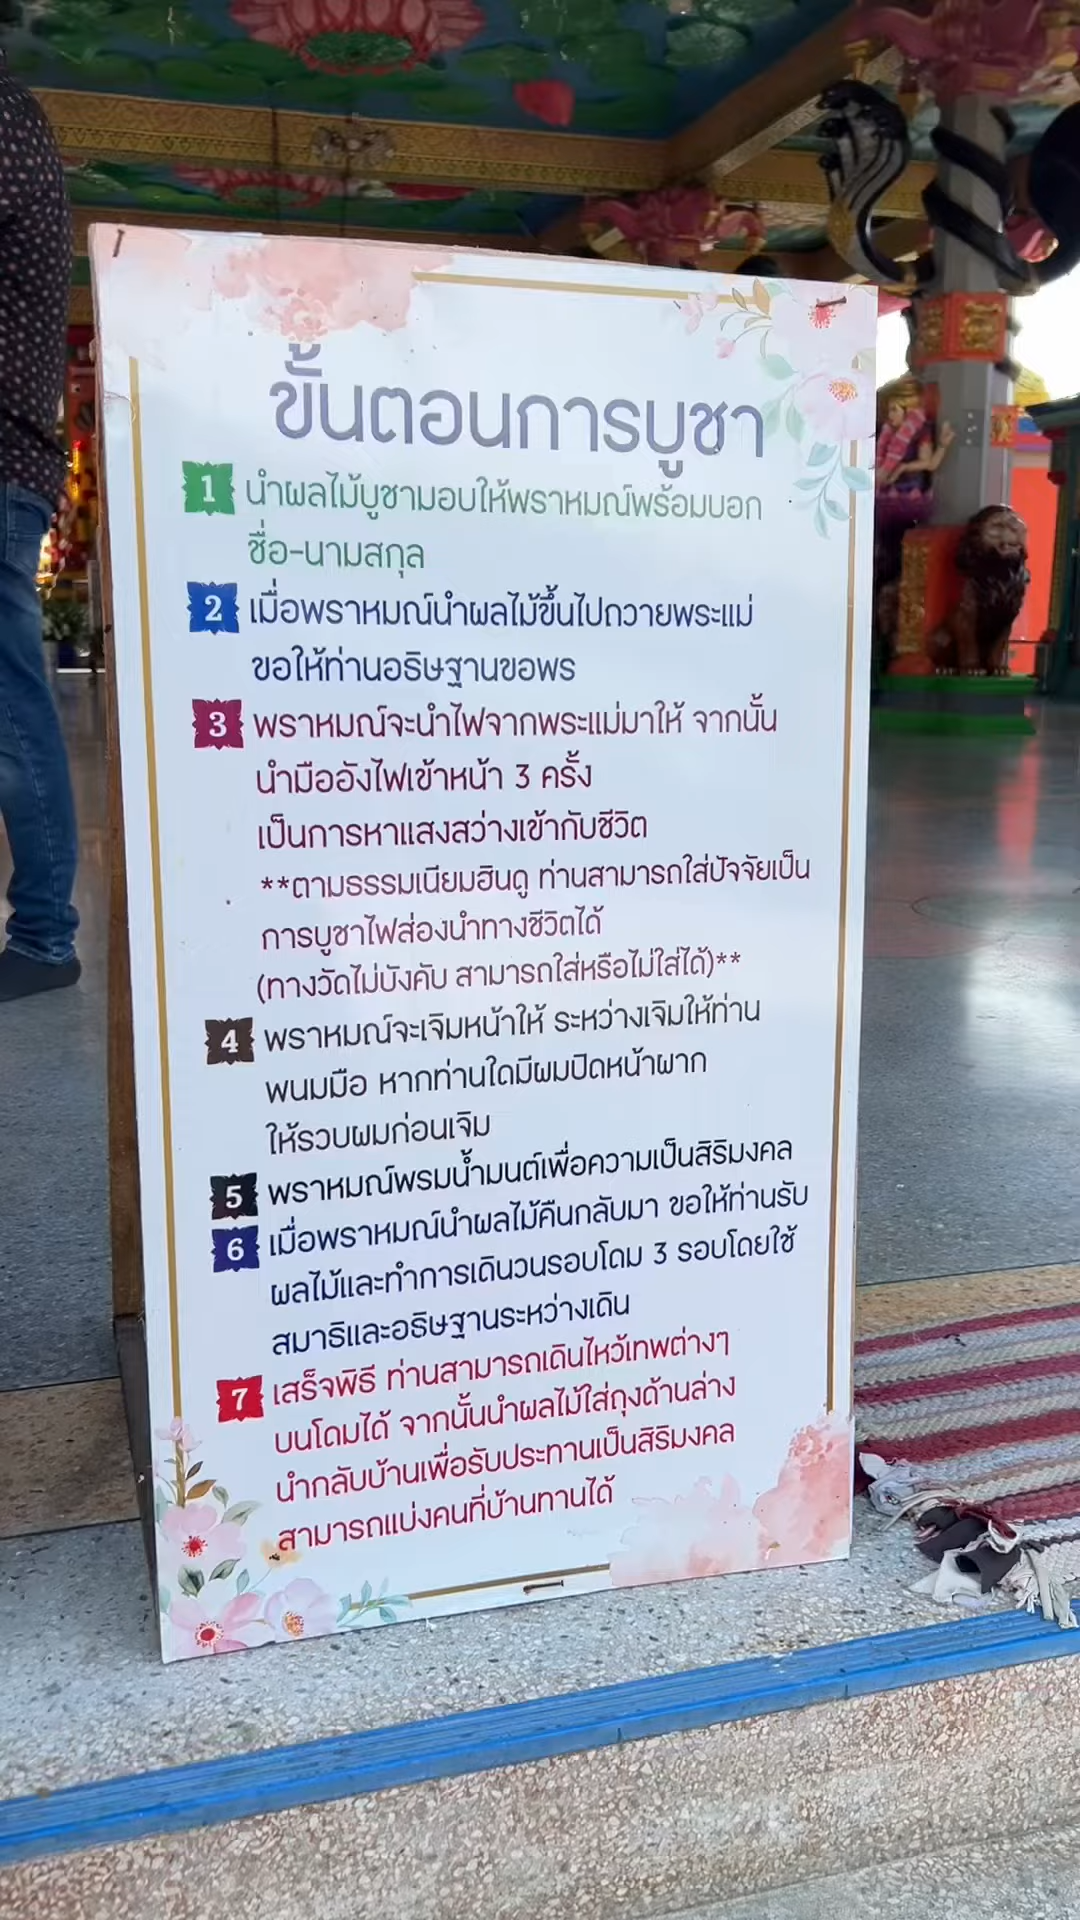 ขั้นตอนการบูชา
1 นำผลไม้บูชามอบให้พราหมณ์พร้อมบอก
ชื่อ-นามสกุล
2 เมื่อพราหมณ์นำผลไม้ขึ้นไปถวายพระแม่
ขอให้ท่านอธิษฐานขอพร
3 พราหมณ์จะนำไฟจากพระแม่มาให้ จากนั้น
นำมืออังไฟเข้าหน้า 3 ครั้ง
เป็นการหาแสงสว่างเข้ากับชีวิต
**ตามธรรมเนียมฮินดู ท่านสามารถใส่ปัจจัยเป็น
การบูชาไฟส่องนำทางชีวิตได้
(ทางวัดไม่บังคับ สามารถใส่หรือไม่ใส่ได้)**
4 พราหมณ์จะเจิมหน้าให้ ระหว่างเจิมให้ท่าน
พนมมือ หากท่านใดมีผมปิดหน้าผาก
ให้รวบผมก่อนเจิม
5 พราหมณ์พรมน้ำมนต์เพื่อความเป็นสิริมงคล
6 เมื่อพราหมณ์นำผลไม้คืนกลับมา ขอให้ท่านรับ
ผลไม้และทำการเดินวนรอบโดม 3 รอบโดยใช้
สมาธิและอธิษฐานระหว่างเดิน
7 เสร็จพิธี ท่านสามารถเดินไหว้เทพต่างๆ
บนโดมได้ จากนั้นนำผลไม้ใส่ถุงด้านล่าง
นำกลับบ้านเพื่อรับประทานเป็นสิริมงคล
สามารถแบ่งคนที่บ้านทานได้